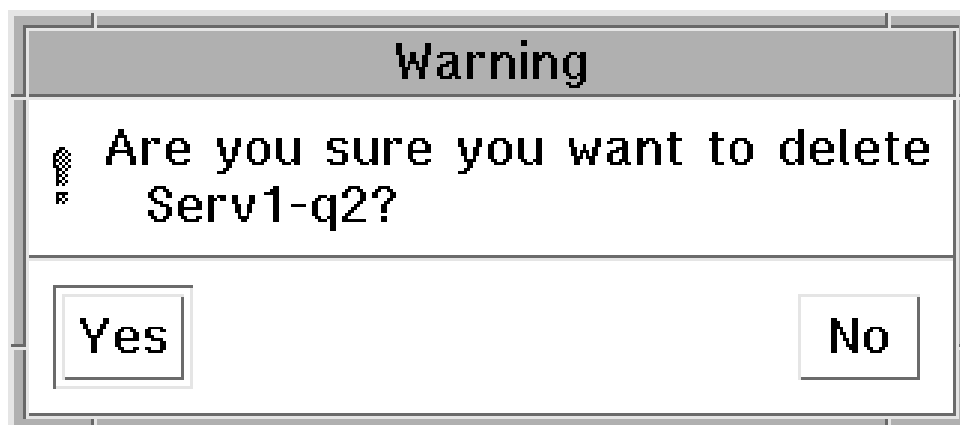 Warning
Are you sure you want to delete
Serv1-q2?
Yes
No